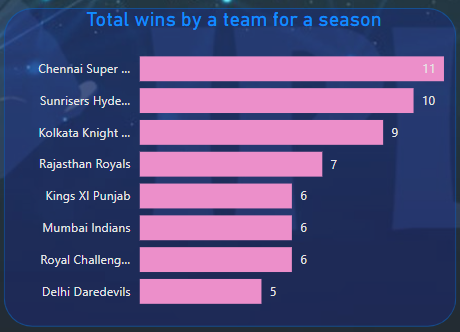 Total wins by a team for a season
Chennai Super ... 11
Sunrisers Hyde... 10
Kolkata Knight ... 9
Rajasthan Royals 7
Kings XI Punjab 6
Mumbai Indians 6
Royal Challeng... 6
Delhi Daredevils 5